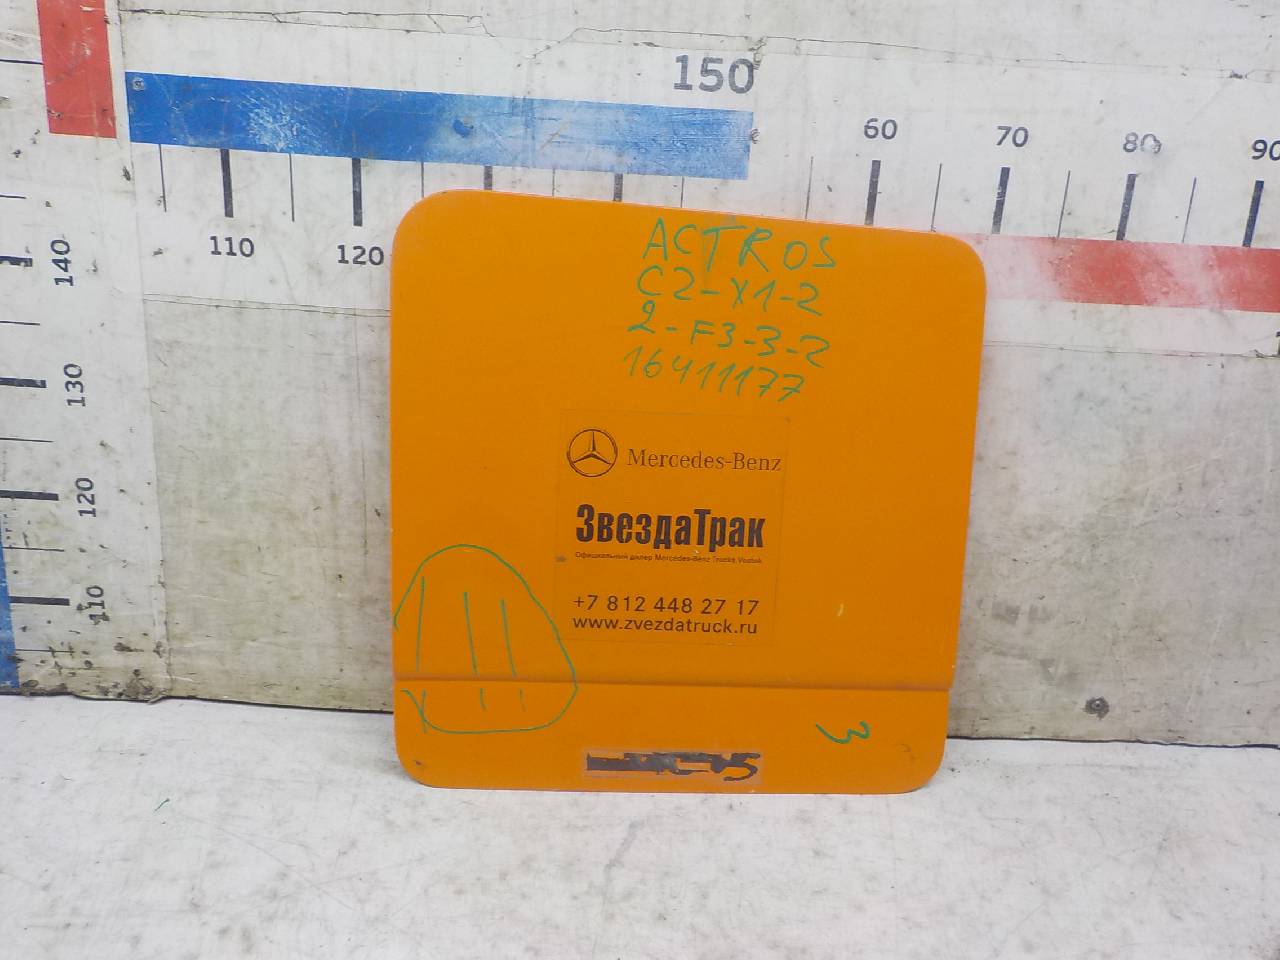 150
60 70 80 90
110 120
140
130
120
110
ACTROS
C2-X1-2
2-F3-3-2
16411177
Mercedes-Benz
ЗвездаТрак
Официальный дилер Mercedes-Benz Trucks Vostok
+7 812 448 27 17
www.zvezdatruck.ru
3